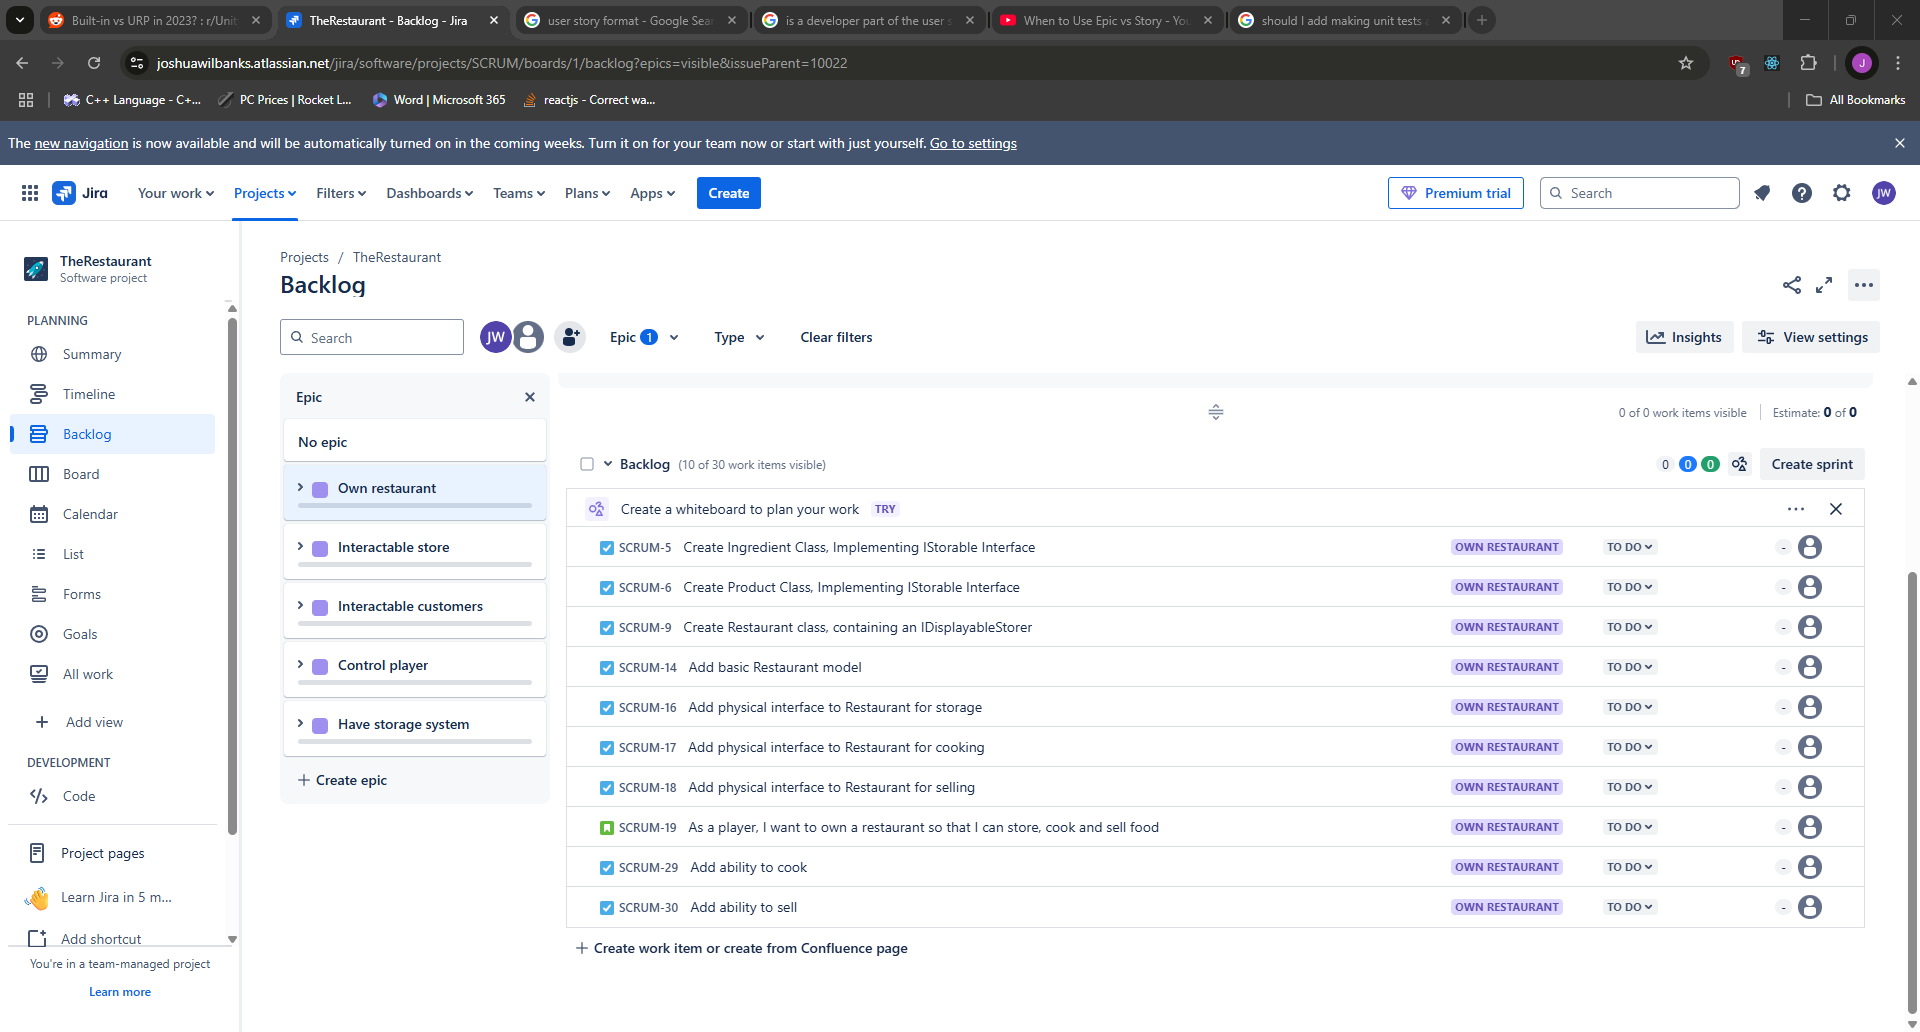 Built-in vs URP in 2023? : r/Unit
TheRestaurant - Backlog - Jira
user story format - Google Sear
is a developer part of the user s
When to Use Epic vs Story - You
should I add making unit tests a
joshuawilbanks.atlassian.net/jira/software/projects/SCRUM/boards/1/backlog?epics=visible&issueParent=10022
7
J
C++ Language - C+...
PC Prices | Rocket L...
Word | Microsoft 365
reactjs - Correct wa...
All Bookmarks
The new navigation is now available and will be automatically turned on in the coming weeks. Turn it on for your team now or start with just yourself. Go to settings
Jira
Your work
Projects
Filters
Dashboards
Teams
Plans
Apps
Create
Premium trial
Search
JW
TheRestaurant
Software project
PLANNING
Summary
Timeline
Backlog
Board
Calendar
List
Forms
Goals
All work
Add view
DEVELOPMENT
Code
Project pages
Learn Jira in 5 m...
Add shortcut
You're in a team-managed project
Learn more
Projects / TheRestaurant
Backlog
Search
JW
Epic 1
Type
Clear filters
Insights
View settings
Epic
No epic
Own restaurant
Interactable store
Interactable customers
Control player
Have storage system
Create epic
0 of 0 work items visible
Estimate: 0 of 0
Backlog (10 of 30 work items visible)
0 0 0
Create sprint
Create a whiteboard to plan your work TRY
SCRUM-5 Create Ingredient Class, Implementing IStorable Interface OWN RESTAURANT TO DO -
SCRUM-6 Create Product Class, Implementing IStorable Interface OWN RESTAURANT TO DO -
SCRUM-9 Create Restaurant class, containing an IDisplayableStorer OWN RESTAURANT TO DO -
SCRUM-14 Add basic Restaurant model OWN RESTAURANT TO DO -
SCRUM-16 Add physical interface to Restaurant for storage OWN RESTAURANT TO DO -
SCRUM-17 Add physical interface to Restaurant for cooking OWN RESTAURANT TO DO -
SCRUM-18 Add physical interface to Restaurant for selling OWN RESTAURANT TO DO -
SCRUM-19 As a player, I want to own a restaurant so that I can store, cook and sell food OWN RESTAURANT TO DO -
SCRUM-29 Add ability to cook OWN RESTAURANT TO DO -
SCRUM-30 Add ability to sell OWN RESTAURANT TO DO -
Create work item or create from Confluence page